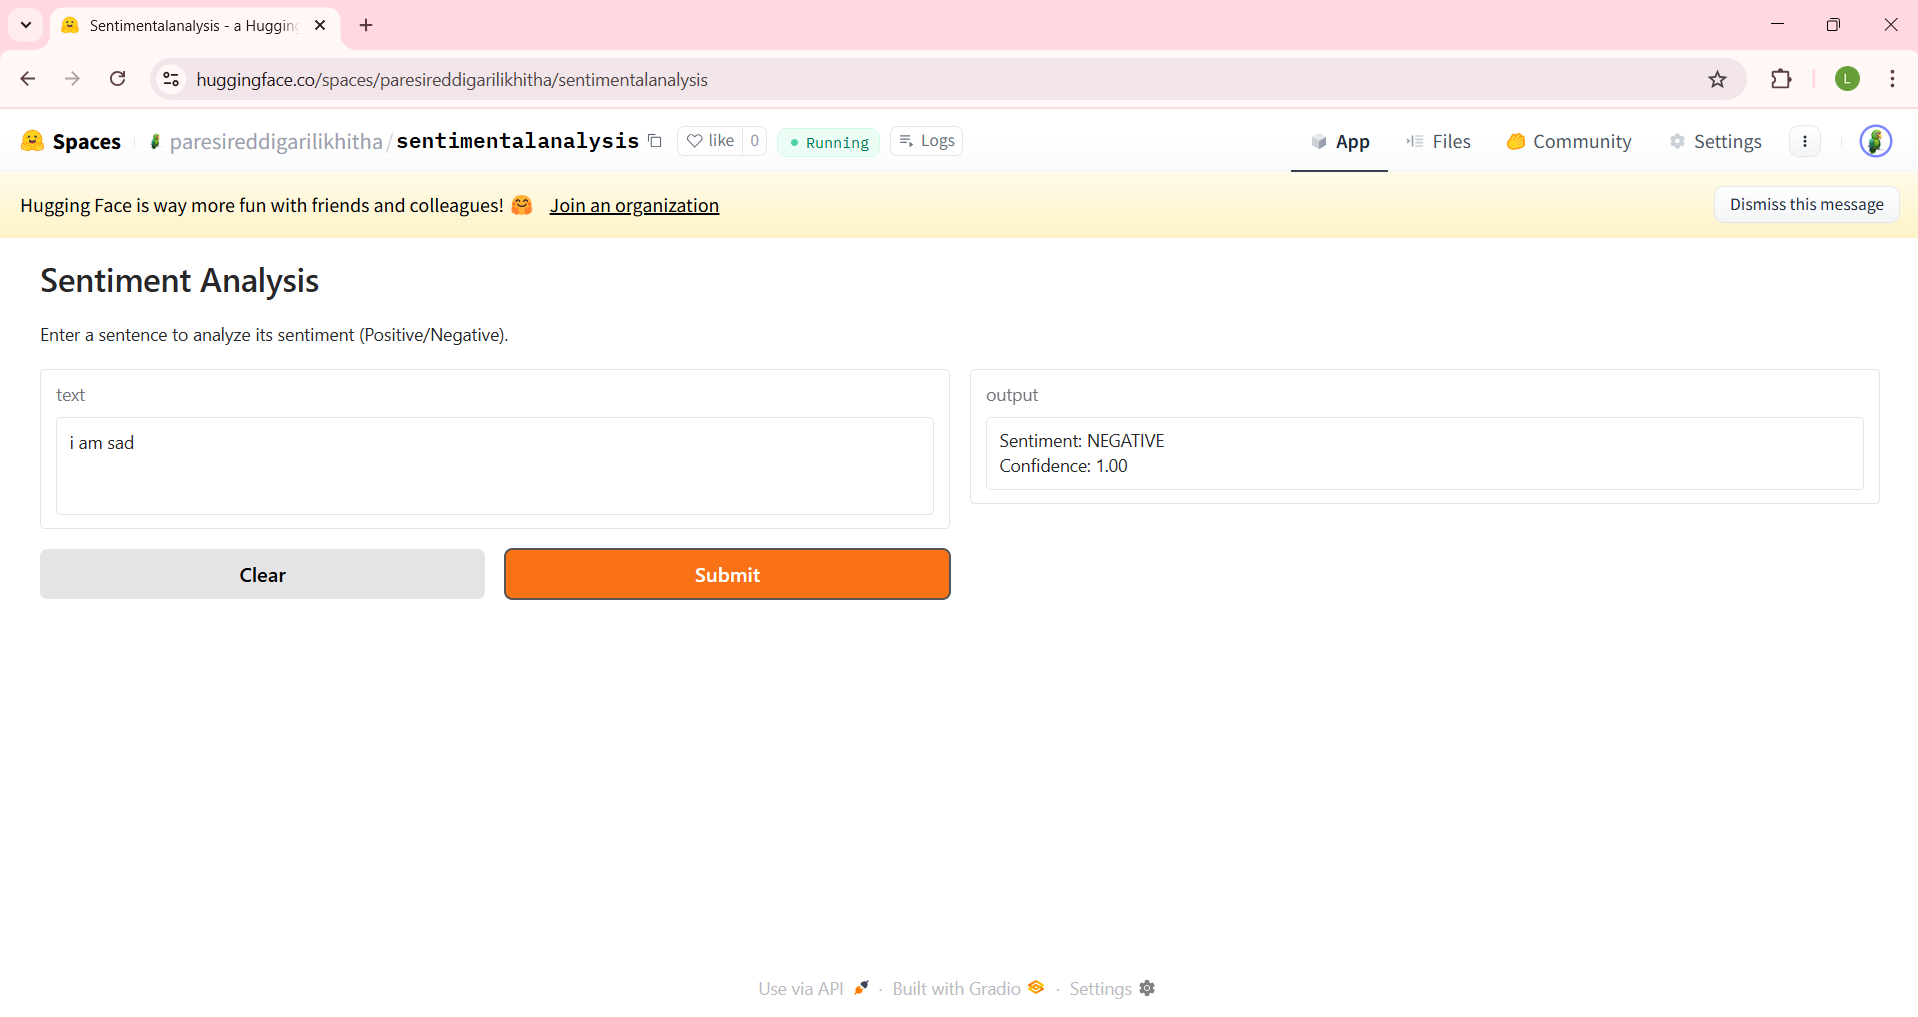 Sentimentalanalysis - a Hugging
huggingface.co/spaces/paresireddigarilikhitha/sentimentalanalysis
L
Spaces paresireddigarilikhitha/sentimentalanalysis like 0 Running Logs App Files Community Settings
Hugging Face is way more fun with friends and colleagues! 🤗 Join an organization Dismiss this message
Sentiment Analysis
Enter a sentence to analyze its sentiment (Positive/Negative).
text
i am sad
output
Sentiment: NEGATIVE
Confidence: 1.00
Clear Submit
Use via API · Built with Gradio · Settings